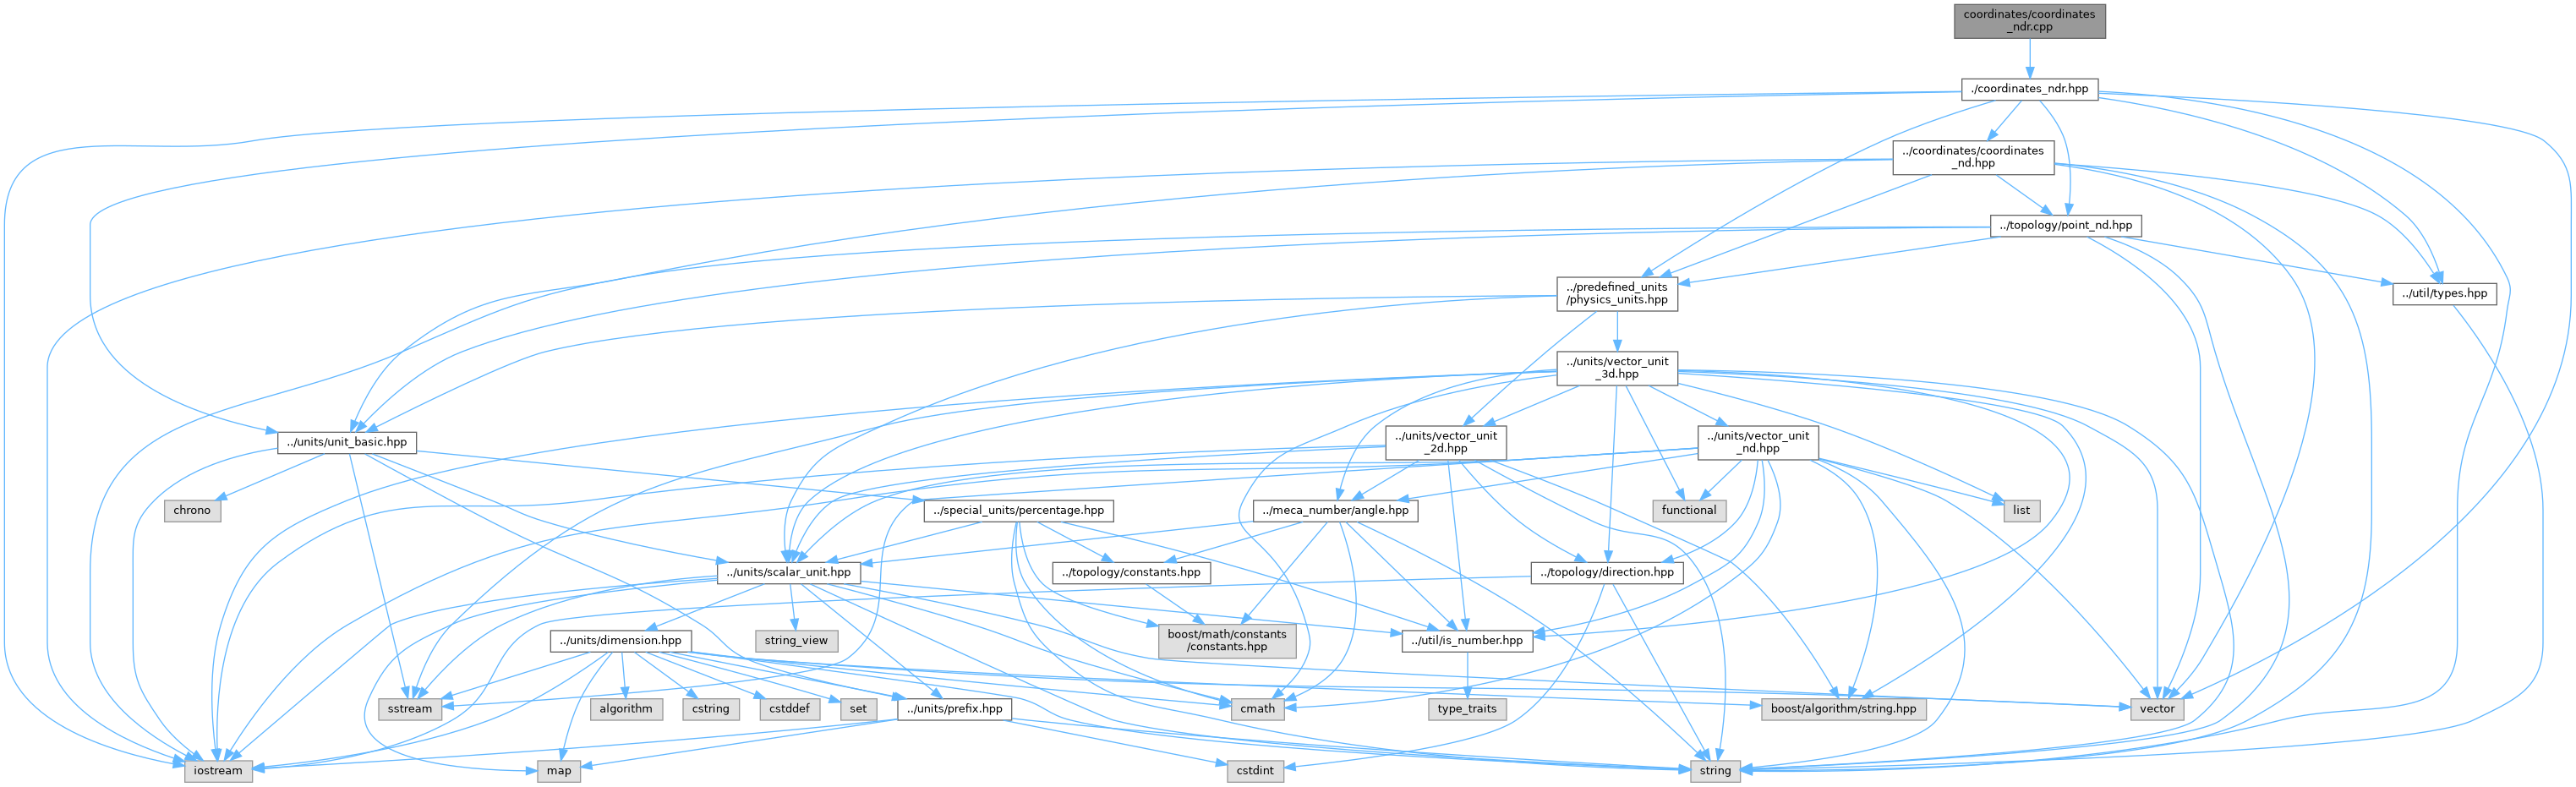 coordinates/coordinates
_ndr.cpp
./coordinates_ndr.hpp
../coordinates/coordinates
_nd.hpp
../topology/point_nd.hpp
../predefined_units
/physics_units.hpp
../util/types.hpp
../units/vector_unit
_3d.hpp
../units/unit_basic.hpp
../units/vector_unit
_2d.hpp
../units/vector_unit
_nd.hpp
chrono
../special_units/percentage.hpp
../meca_number/angle.hpp
functional
list
../units/scalar_unit.hpp
../topology/constants.hpp
../topology/direction.hpp
../units/dimension.hpp
string_view
boost/math/constants
/constants.hpp
../util/is_number.hpp
sstream
algorithm
cstring
cstddef
set
../units/prefix.hpp
cmath
type_traits
boost/algorithm/string.hpp
vector
iostream
map
cstdint
string